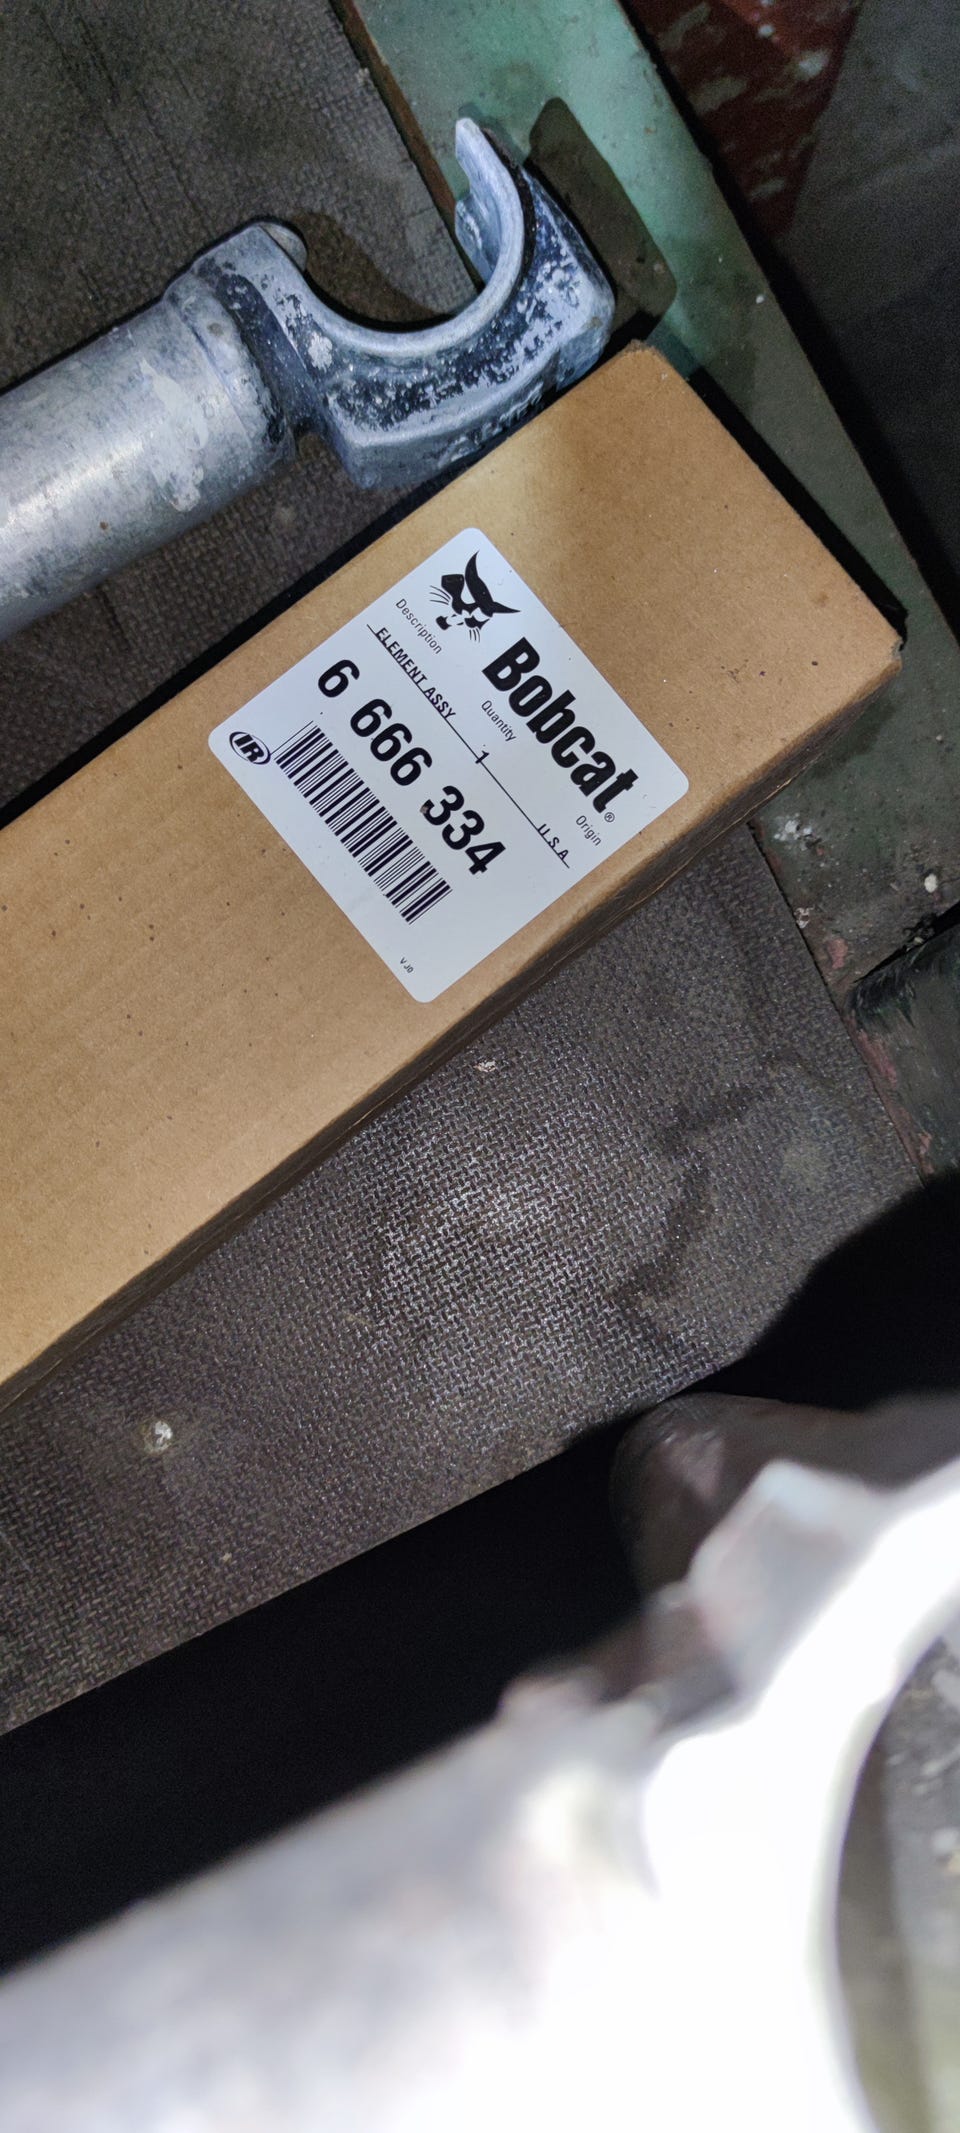 Bobcat®
Description Quantity Origin
ELEMENT ASSY 1 U.S.A
6 666 334
IR
VJ0